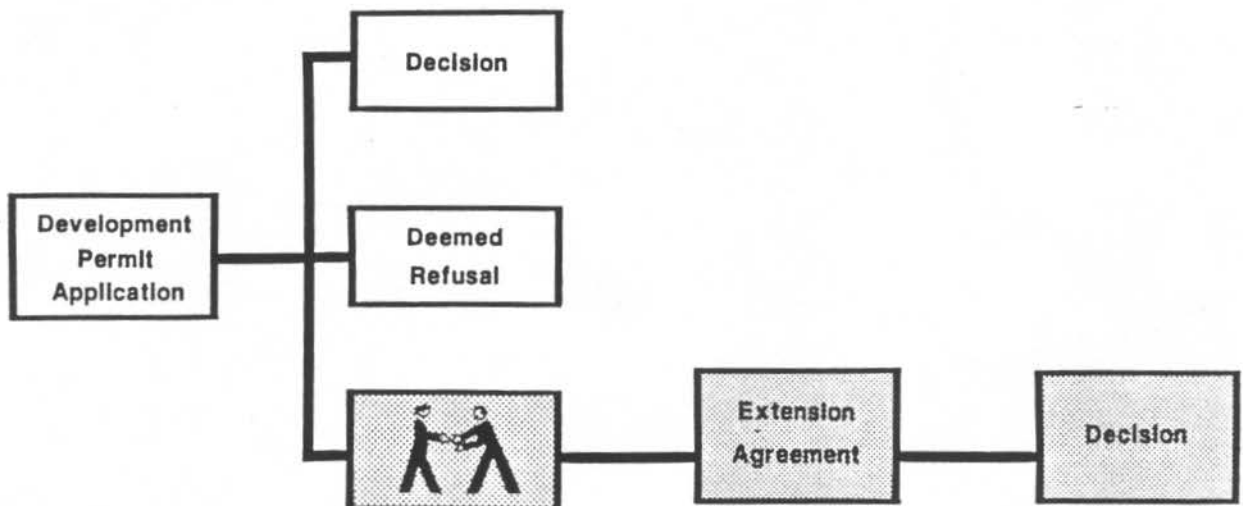 Decision
Development
Permit
Application
Deemed
Refusal
Extension
Agreement
Decision